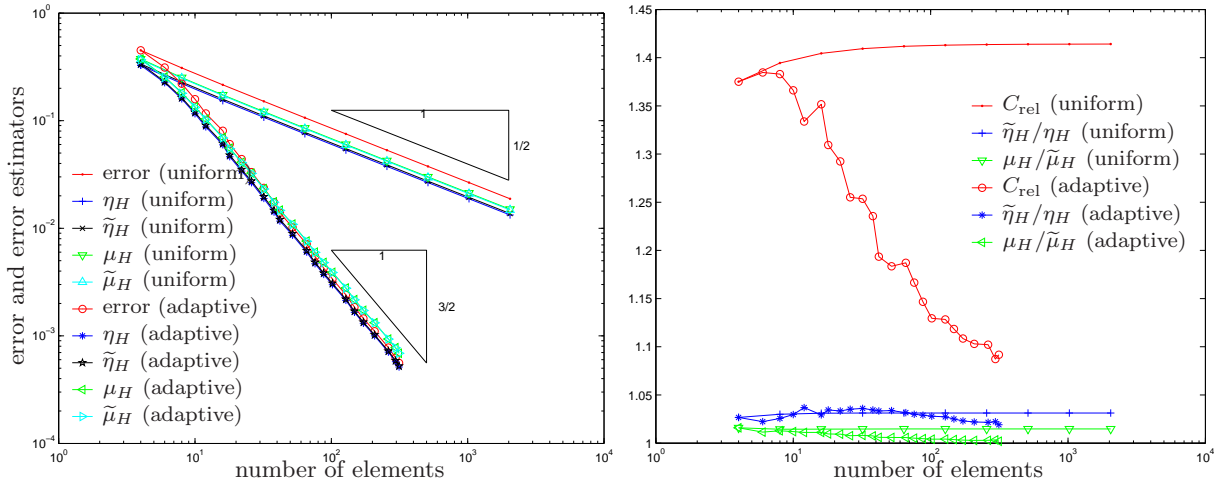 error and error estimators
10^0
10^{-1}
10^{-2}
10^{-3}
10^{-4}
1
1/2
1
3/2
error (uniform)
η_H (uniform)
η̃_H (uniform)
μ_H (uniform)
μ̃_H (uniform)
error (adaptive)
η_H (adaptive)
η̃_H (adaptive)
μ_H (adaptive)
μ̃_H (adaptive)
10^0 10^1 10^2 10^3 10^4
number of elements
1.45
1.4
1.35
1.3
1.25
1.2
1.15
1.1
1.05
1
C_rel (uniform)
η̃_H/η_H (uniform)
μ_H/μ̃_H (uniform)
C_rel (adaptive)
η̃_H/η_H (adaptive)
μ_H/μ̃_H (adaptive)
10^0 10^1 10^2 10^3 10^4
number of elements